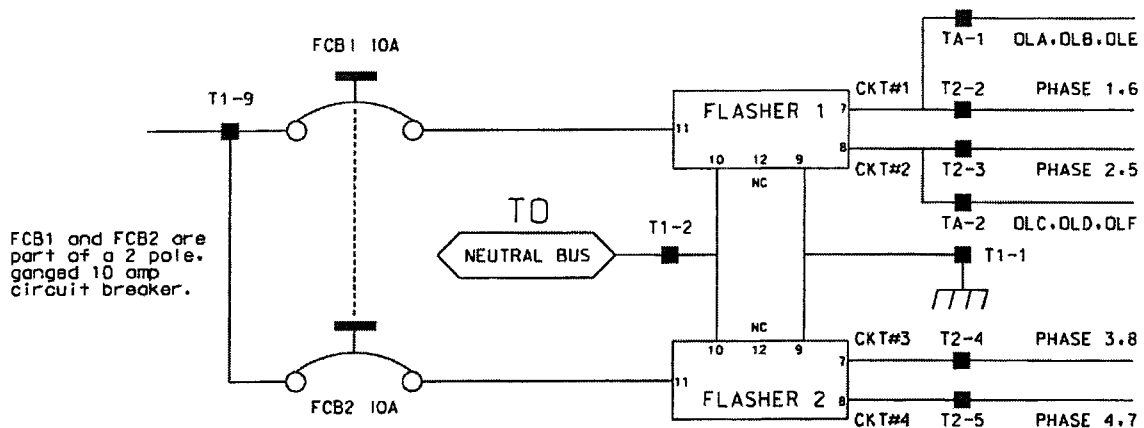 FCB1 10A
T1-9
TA-1 OLA.OLB.OLE
CKT#1 T2-2 PHASE 1.6
FLASHER 1
7
11
8
10 12 9
NC
CKT#2 T2-3 PHASE 2.5
TA-2 OLC.OLD.OLF
TO
NEUTRAL BUS
T1-2
T1-1
FCB1 and FCB2 are
part of a 2 pole.
ganged 10 amp
circuit breaker.
NC
10 12 9
CKT#3 T2-4 PHASE 3.8
7
11
FLASHER 2
8
FCB2 10A
CKT#4 T2-5 PHASE 4.7